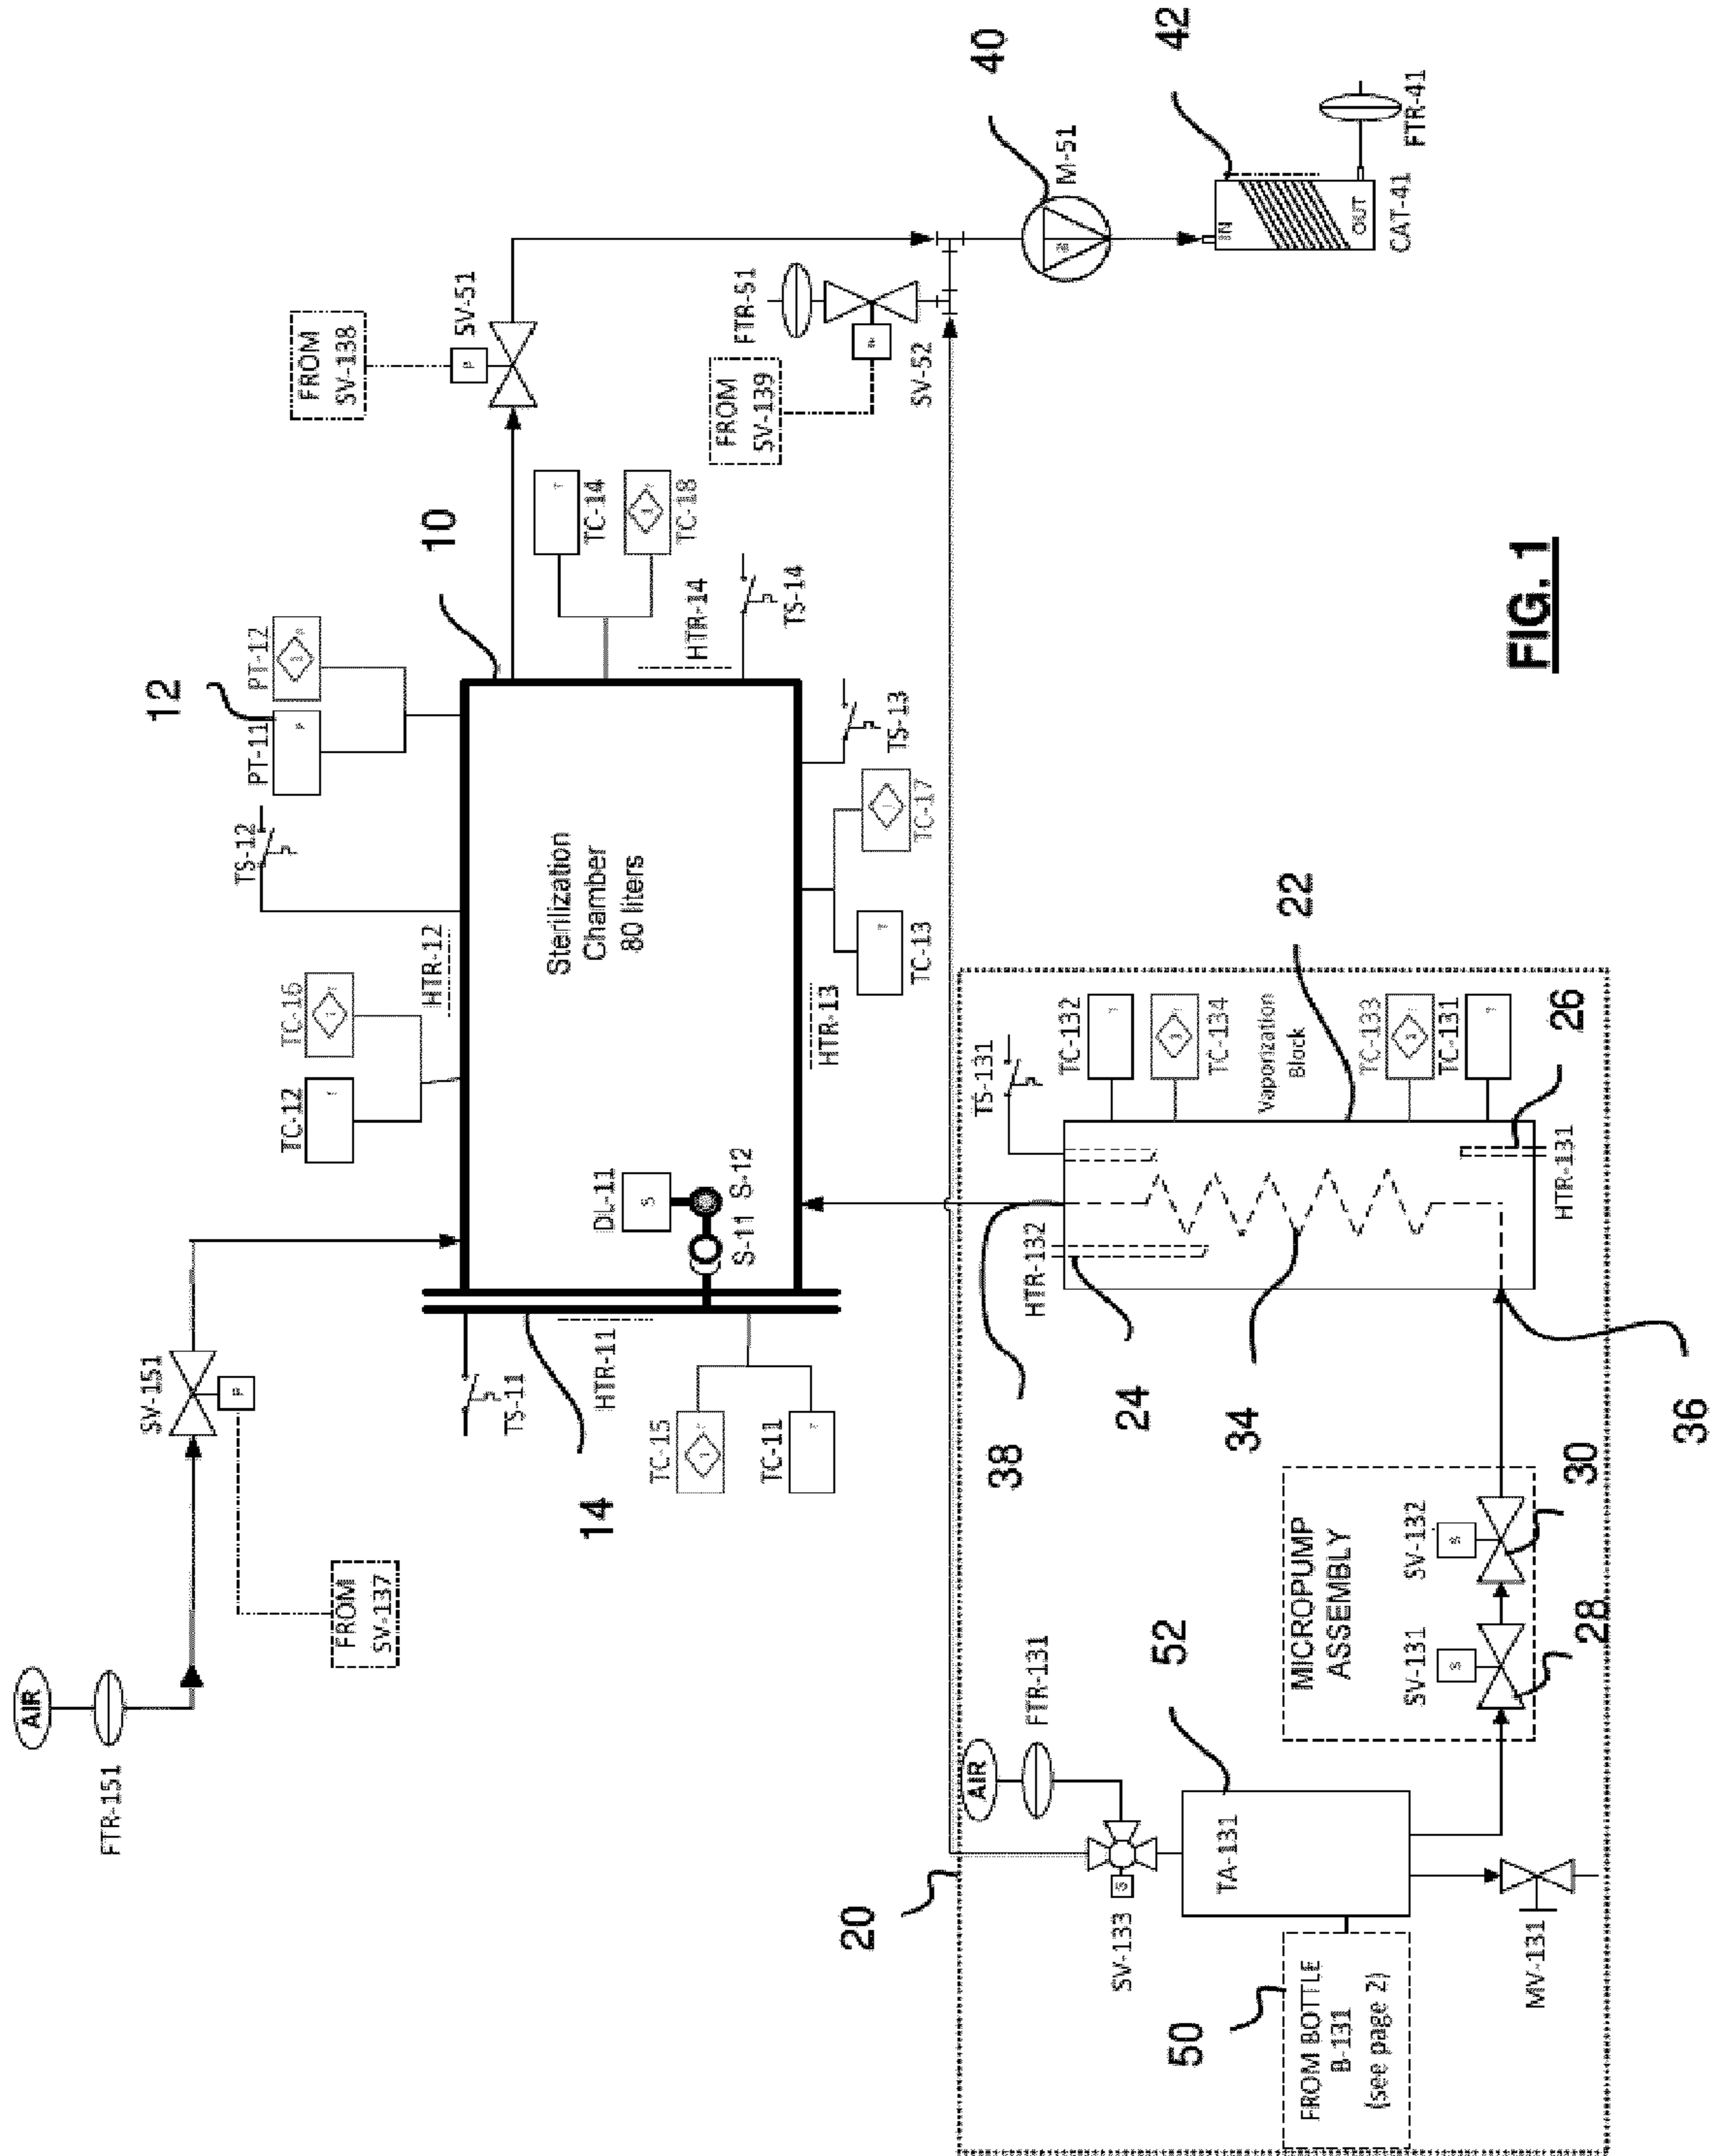 AIR
FTR-151
SV-151
FROM
SV-137
TS-11
HTR-11
TC-15
TC-11
14
TC-12
TC-16
HTR-12
TS-12
PT-11
PT-12
12
10
Sterilization
Chamber
80 liters
DL-11
S
S-11
S-12
HTR-13
TC-13
TC-17
TS-13
HTR-14
TS-14
TC-14
TC-18
FROM
SV-138
SV-51
P
FROM
SV-139
FTR-51
SV-52
40
M-51
42
IN
OUT
CAT-41
FTR-41
20
AIR
FTR-131
SV-133
S
TA-131
52
50
FROM BOTTLE
B-131
(see page 2)
MV-131
MICROPUMP
ASSEMBLY
SV-131
S
SV-132
S
28
30
36
38
HTR-132
24
34
TS-131
TC-132
TC-134
Vaporization
Block
22
TC-133
TC-131
HTR-131
26
FIG. 1